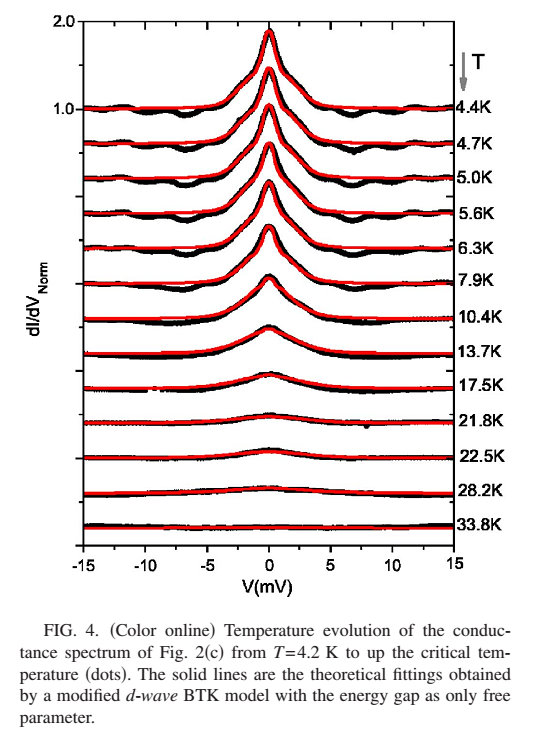 2.0
T
1.0
4.4K
4.7K
5.0K
5.6K
6.3K
7.9K
10.4K
13.7K
17.5K
21.8K
22.5K
28.2K
33.8K
dI/dVNorm
-15 -10 -5 0 5 10 15
V(mV)
FIG. 4. (Color online) Temperature evolution of the conduc-
tance spectrum of Fig. 2(c) from T=4.2 K to up the critical tem-
perature (dots). The solid lines are the theoretical fittings obtained
by a modified d-wave BTK model with the energy gap as only free
parameter.